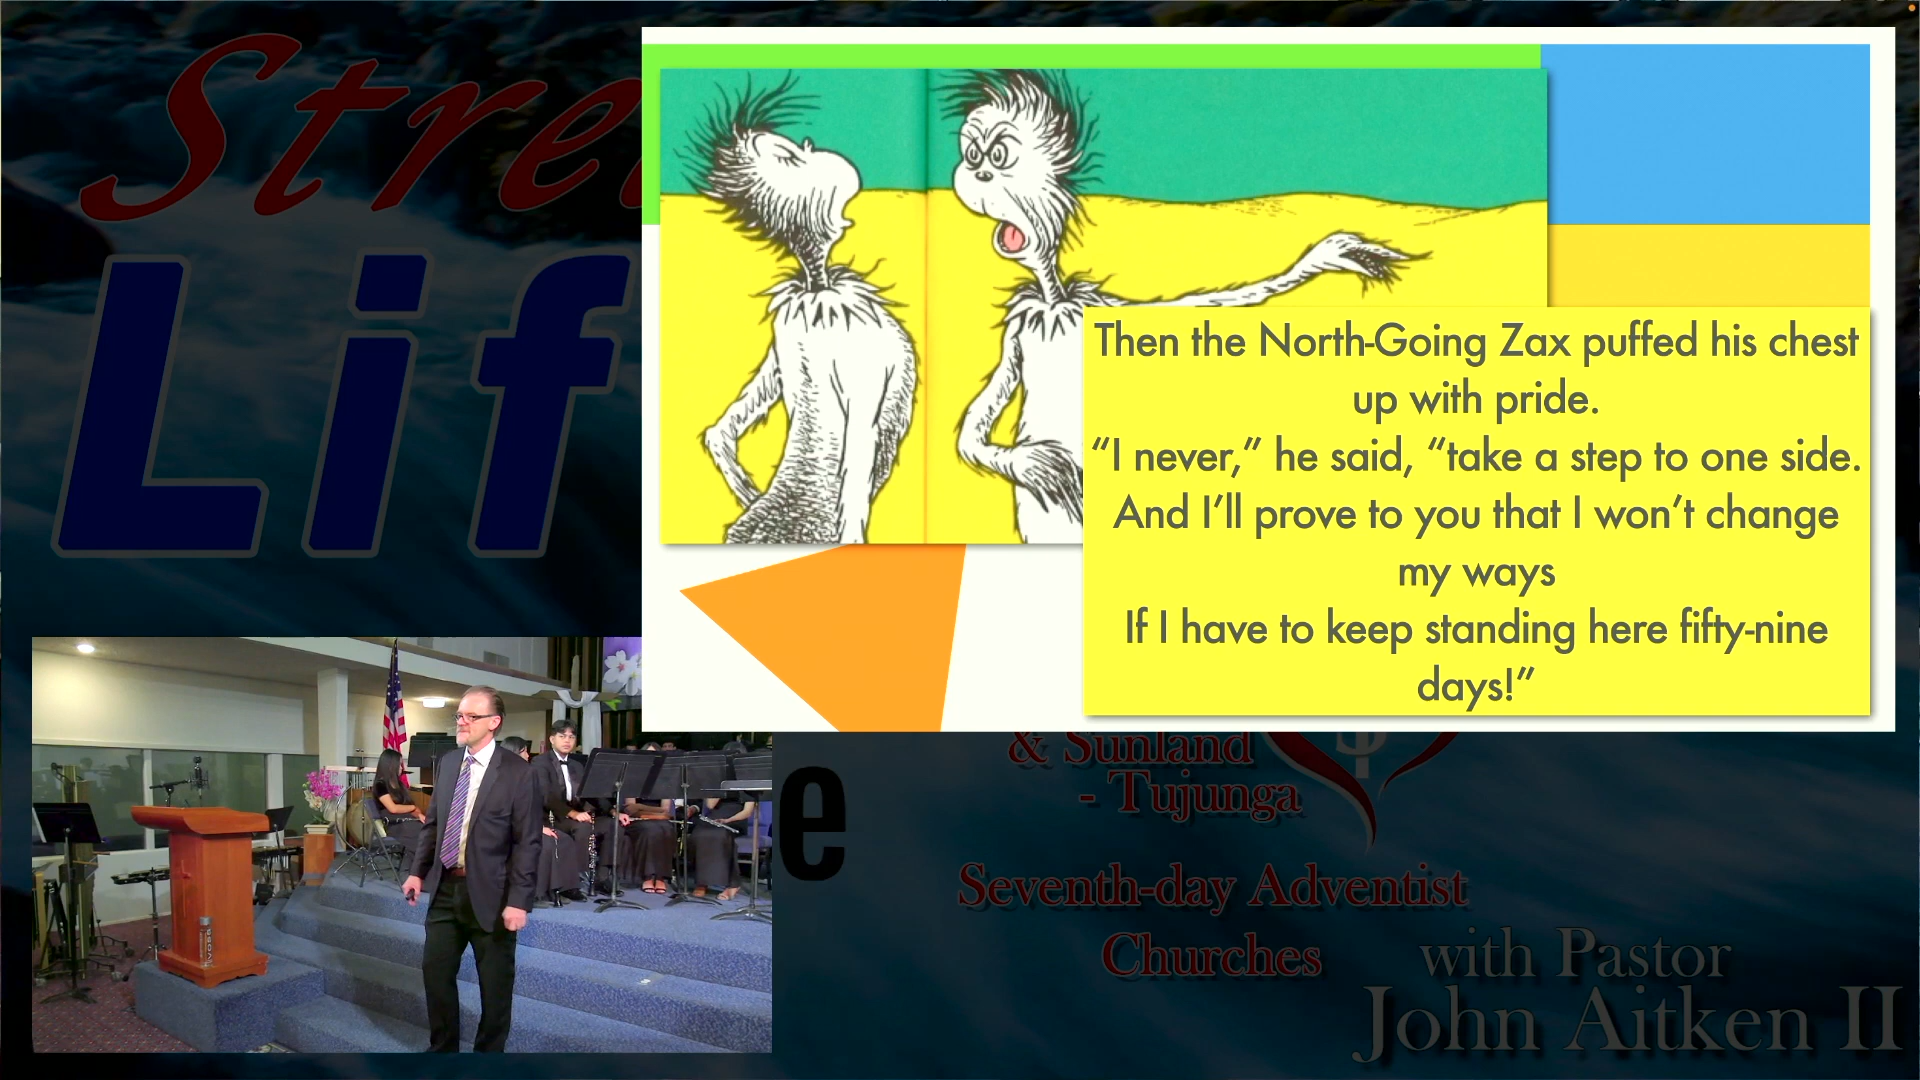 Stre
Lif
Then the North-Going Zax puffed his chest
up with pride.
“I never,” he said, “take a step to one side.
And I’ll prove to you that I won’t change
my ways
If I have to keep standing here fifty-nine
days!”
e
& Sunland
- Tujunga
Seventh-day Adventist
Churches
with Pastor
John Aitken II